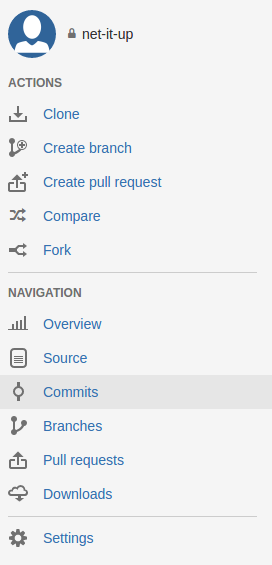 net-it-up
ACTIONS
Clone
Create branch
Create pull request
Compare
Fork
NAVIGATION
Overview
Source
Commits
Branches
Pull requests
Downloads
Settings